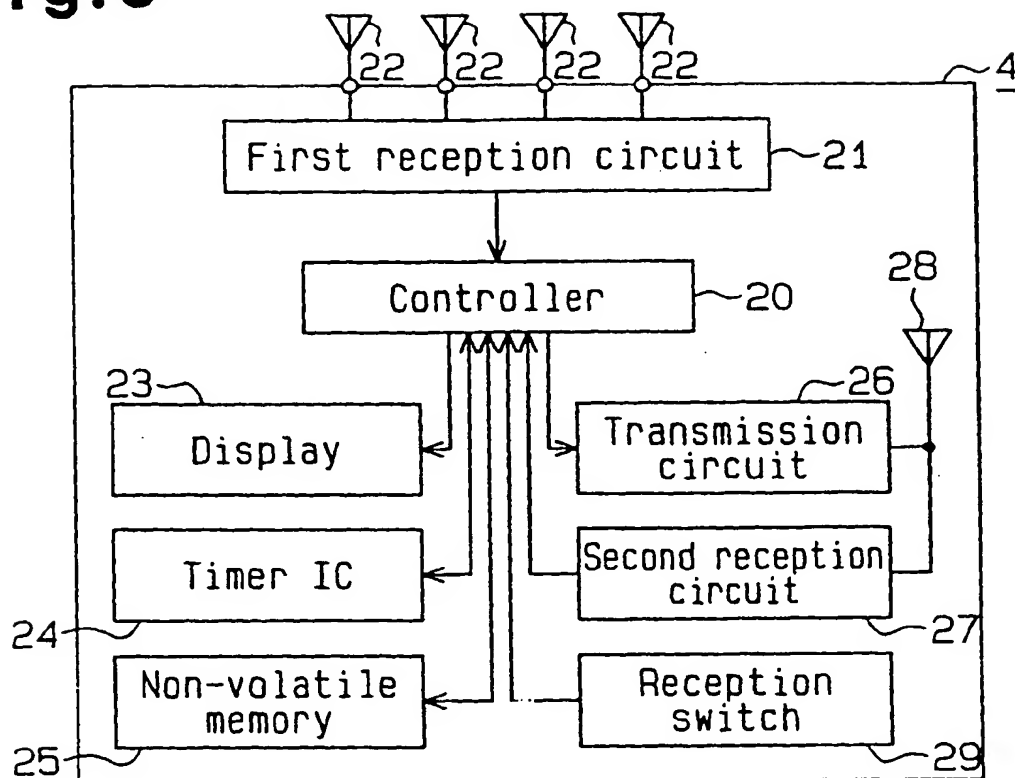 22 22 22 22
4
First reception circuit
21
Controller
20
28
23
Display
26
Transmission
circuit
Timer IC
24
Second reception
circuit
27
Non-volatile
memory
25
Reception
switch
29